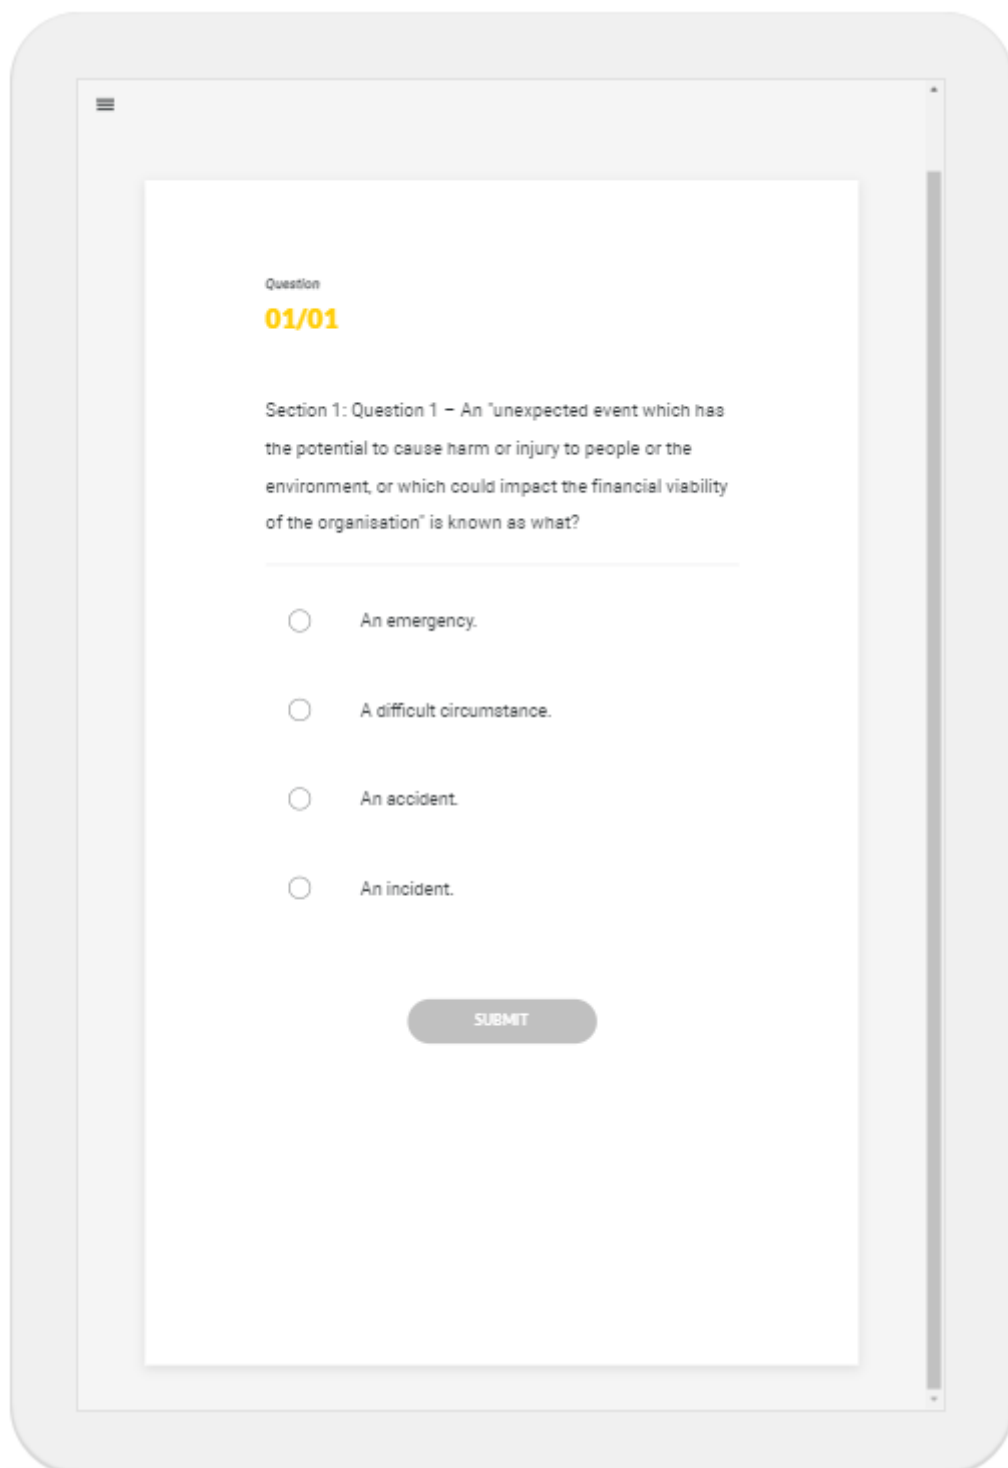 Question
01/01
Section 1: Question 1 – An "unexpected event which has
the potential to cause harm or injury to people or the
environment, or which could impact the financial viability
of the organisation" is known as what?
An emergency.
A difficult circumstance.
An accident.
An incident.
SUBMIT